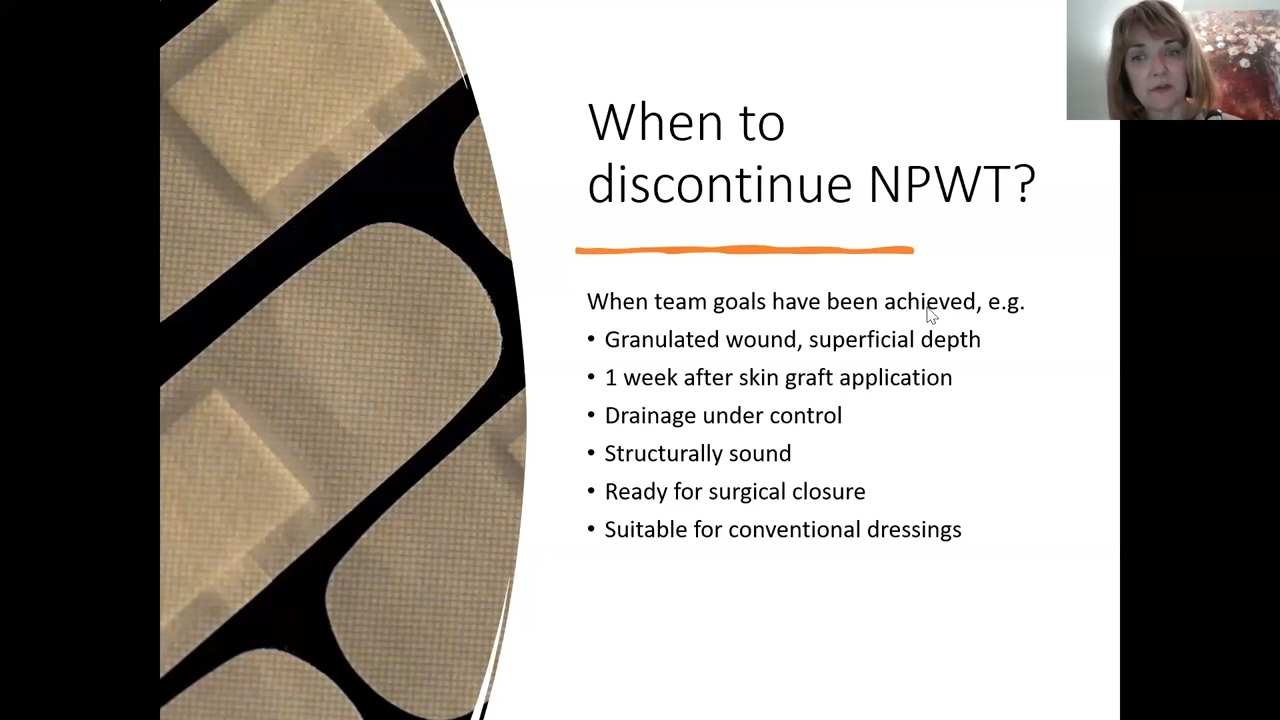 When to
discontinue NPWT?
When team goals have been achieved, e.g.
• Granulated wound, superficial depth
• 1 week after skin graft application
• Drainage under control
• Structurally sound
• Ready for surgical closure
• Suitable for conventional dressings